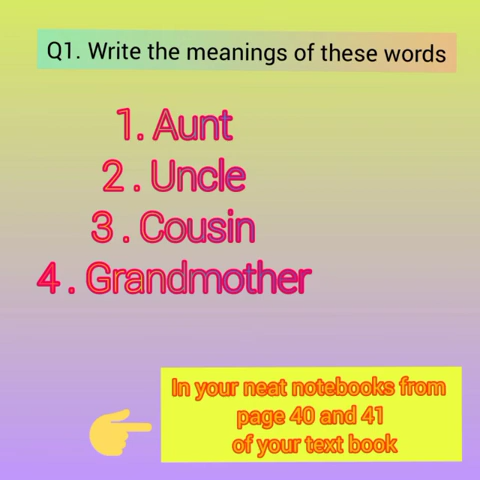 Q1. Write the meanings of these words
1. Aunt
2 . Uncle
3 . Cousin
4 . Grandmother
In your neat notebooks from
page 40 and 41
of your text book